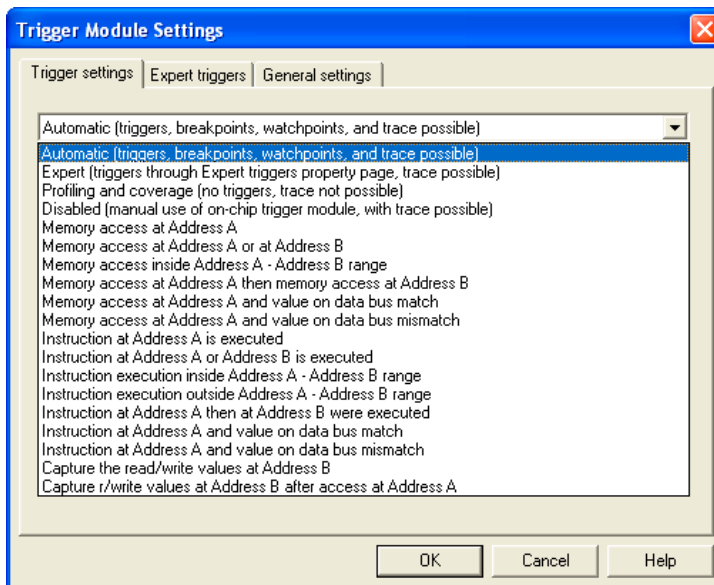 Trigger Module Settings
Trigger settings
Expert triggers
General settings
Automatic (triggers, breakpoints, watchpoints, and trace possible)
Automatic (triggers, breakpoints, watchpoints, and trace possible)
Expert (triggers through Expert triggers property page, trace possible)
Profiling and coverage (no triggers, trace not possible)
Disabled (manual use of on-chip trigger module, with trace possible)
Memory access at Address A
Memory access at Address A or at Address B
Memory access inside Address A - Address B range
Memory access at Address A then memory access at Address B
Memory access at Address A and value on data bus match
Memory access at Address A and value on data bus mismatch
Instruction at Address A is executed
Instruction at Address A or Address B is executed
Instruction execution inside Address A - Address B range
Instruction execution outside Address A - Address B range
Instruction at Address A then at Address B were executed
Instruction at Address A and value on data bus match
Instruction at Address A and value on data bus mismatch
Capture the read/write values at Address B
Capture r/write values at Address B after access at Address A
OK
Cancel
Help